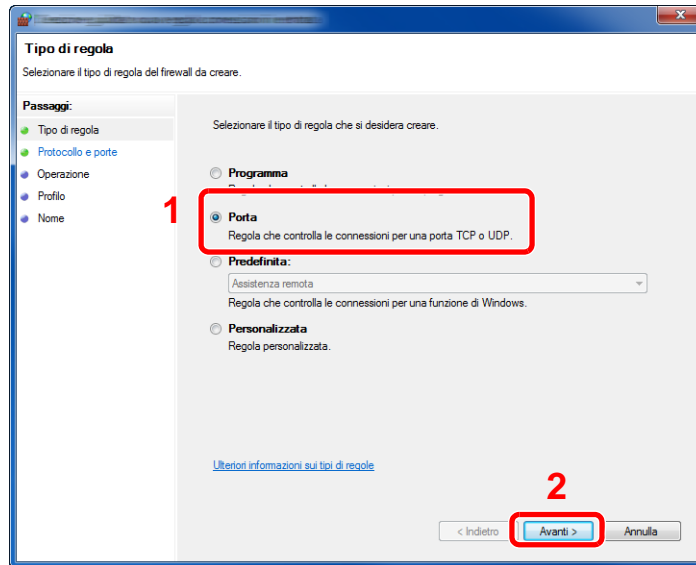 Tipo di regola
Selezionare il tipo di regola del firewall da creare.
Passaggi:
Tipo di regola
Protocollo e porte
Operazione
Profilo
Nome
Selezionare il tipo di regola che si desidera creare.
Programma
1
Porta
Regola che controlla le connessioni per una porta TCP o UDP.
Predefinita:
Assistenza remota
Regola che controlla le connessioni per una funzione di Windows.
Personalizzata
Regola personalizzata.
Ulteriori informazioni sui tipi di regole
2
< Indietro
Avanti >
Annulla